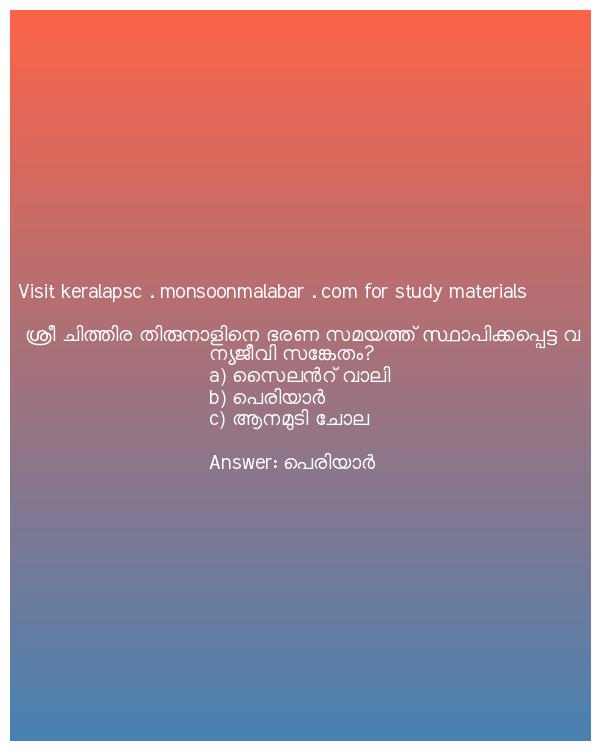 Visit keralapsc . monsoonmalabar . com for study materials
ശ്രീ ചിത്തിര തിരുനാളിനെ ഭരണ സമയത്ത് സ്ഥാപിക്കപ്പെട്ട വ
ന്യജീവി സങ്കേതം?
a) സൈലൻറ് വാലി
b) പെരിയാർ
c) ആനമുടി ചോല
Answer: പെരിയാർ